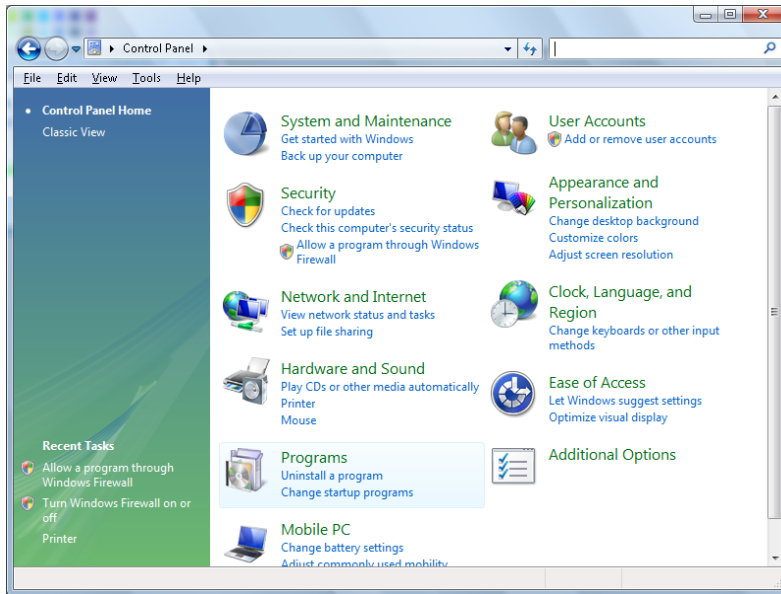 Control Panel
File Edit View Tools Help
Control Panel Home
Classic View
Recent Tasks
Allow a program through
Windows Firewall
Turn Windows Firewall on or
off
Printer
System and Maintenance
Get started with Windows
Back up your computer
Security
Check for updates
Check this computer's security status
Allow a program through Windows
Firewall
Network and Internet
View network status and tasks
Set up file sharing
Hardware and Sound
Play CDs or other media automatically
Printer
Mouse
Programs
Uninstall a program
Change startup programs
Mobile PC
Change battery settings
Adjust commonly used mobility
User Accounts
Add or remove user accounts
Appearance and
Personalization
Change desktop background
Customize colors
Adjust screen resolution
Clock, Language, and
Region
Change keyboards or other input
methods
Ease of Access
Let Windows suggest settings
Optimize visual display
Additional Options